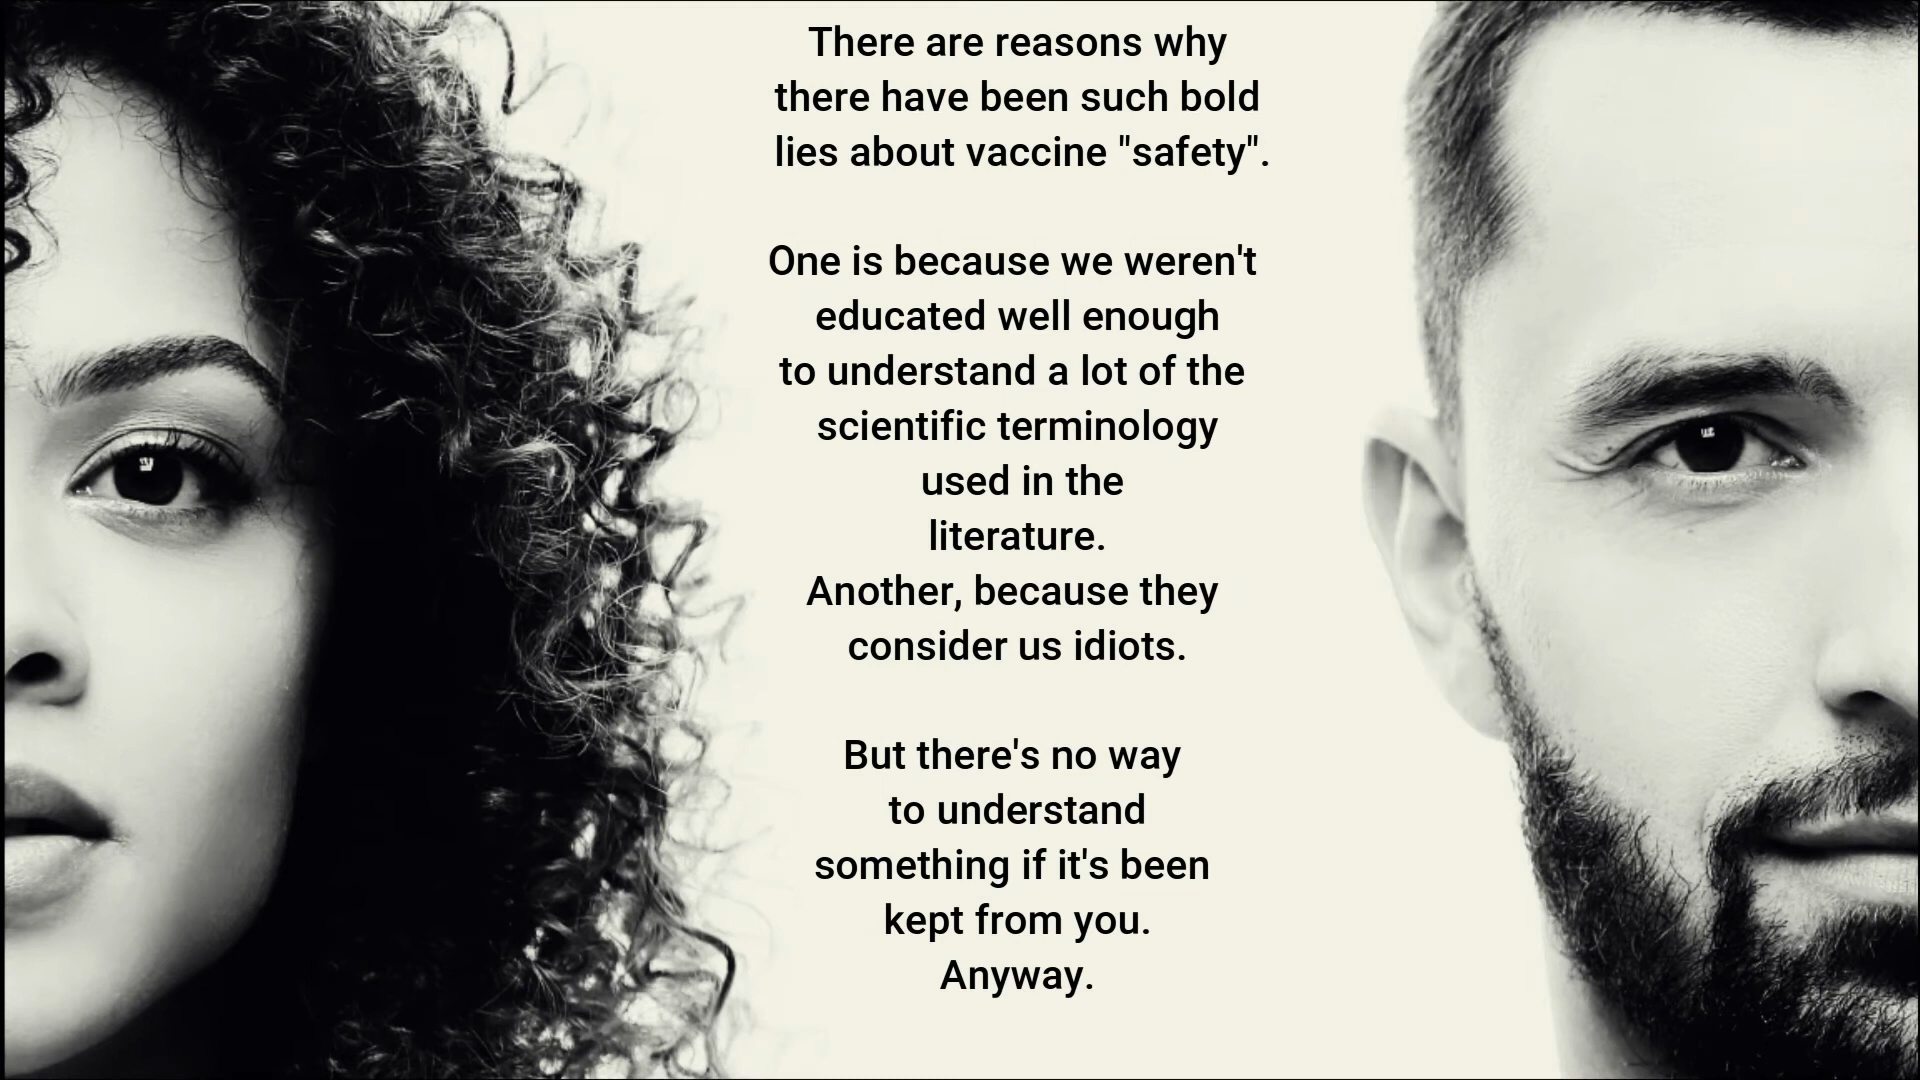 There are reasons why
there have been such bold
lies about vaccine "safety".
One is because we weren't
educated well enough
to understand a lot of the
scientific terminology
used in the
literature.
Another, because they
consider us idiots.
But there's no way
to understand
something if it's been
kept from you.
Anyway.